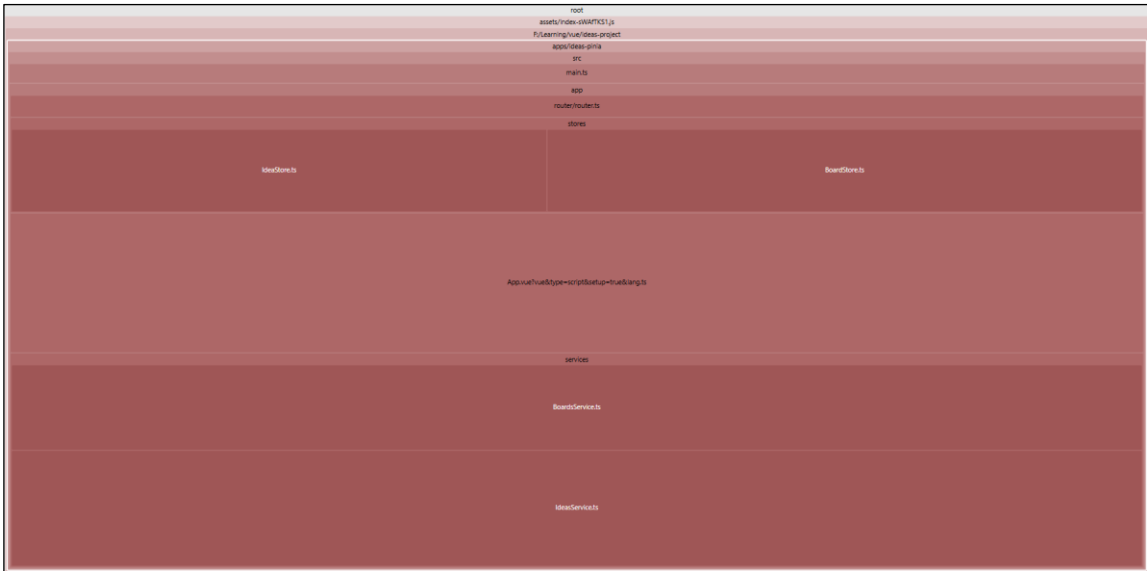 root
assets/index-sWAfTKS1.js
P:/Learning/vue/ideas-project
apps/ideas-pinia
src
main.ts
app
router/router.ts
stores
IdeaStore.ts
BoardStore.ts
App.vue?vue&type=script&setup=true&lang.ts
services
BoardsService.ts
IdeasService.ts